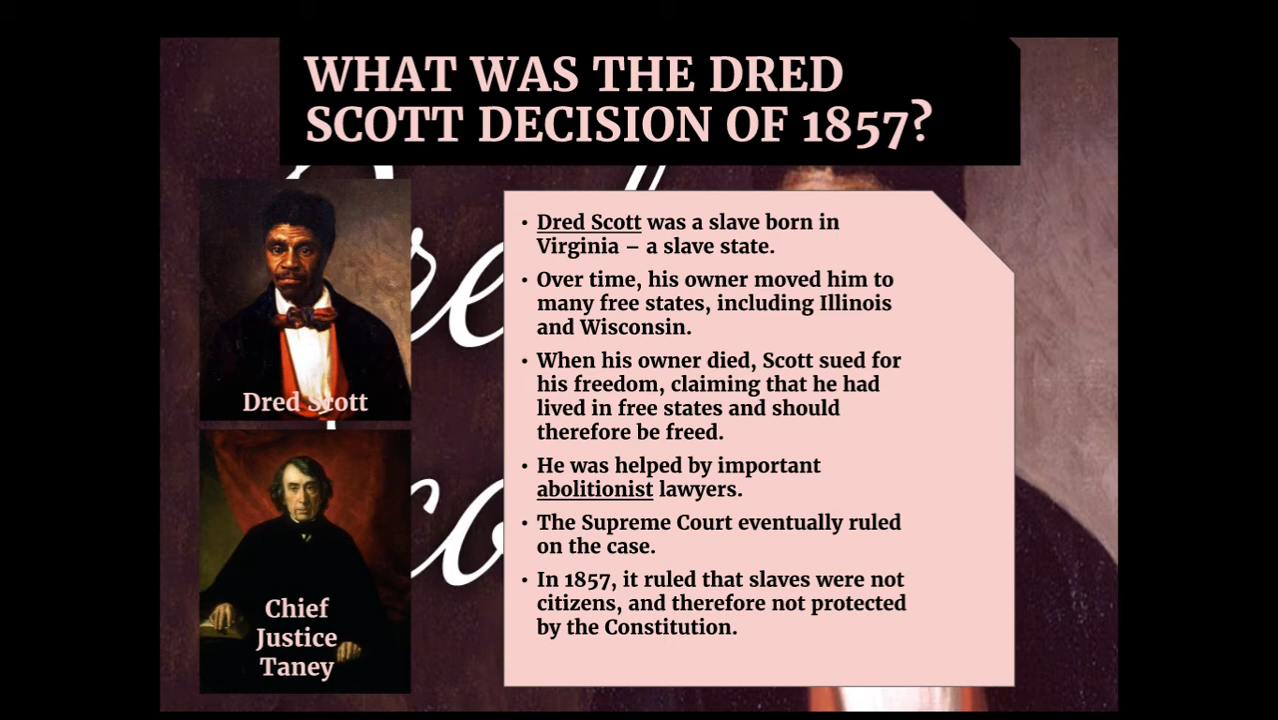 WHAT WAS THE DRED
SCOTT DECISION OF 1857?
Dred Scott
Chief
Justice
Taney
• Dred Scott was a slave born in
Virginia – a slave state.
• Over time, his owner moved him to
many free states, including Illinois
and Wisconsin.
• When his owner died, Scott sued for
his freedom, claiming that he had
lived in free states and should
therefore be freed.
• He was helped by important
abolitionist lawyers.
• The Supreme Court eventually ruled
on the case.
• In 1857, it ruled that slaves were not
citizens, and therefore not protected
by the Constitution.